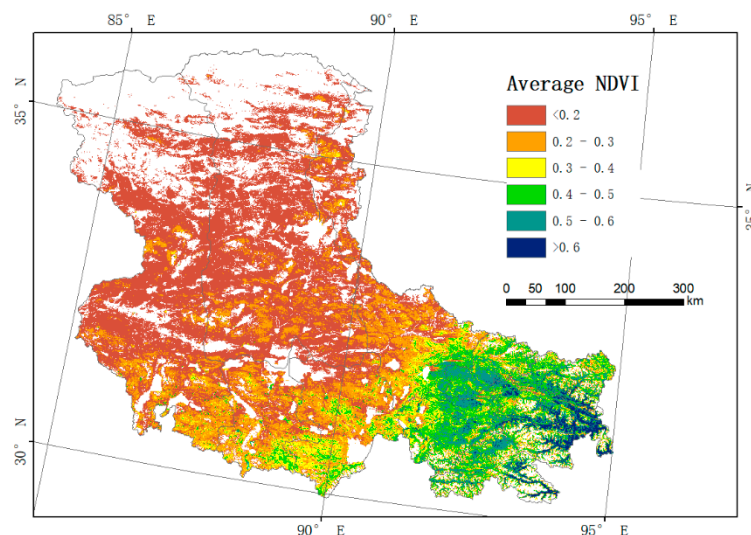 85° E
90° E
95° E
35° N
Average NDVI
<0.2
0.2 - 0.3
0.3 - 0.4
0.4 - 0.5
0.5 - 0.6
>0.6
35° N
0 50 100 200 300
km
30° N
90° E
95° E